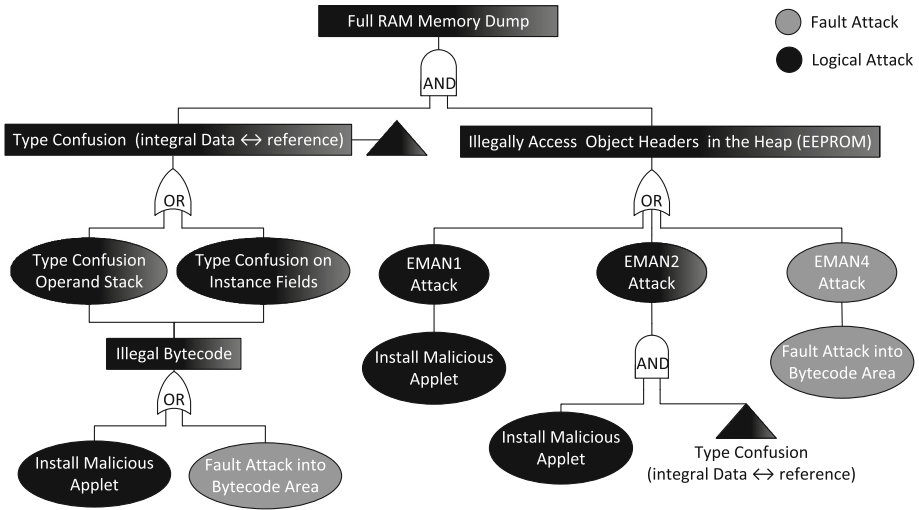 Full RAM Memory Dump
Fault Attack
Logical Attack
AND
Type Confusion (integral Data ↔ reference)
Illegally Access Object Headers in the Heap (EEPROM)
OR
OR
Type Confusion
Operand Stack
Type Confusion on
Instance Fields
EMAN1
Attack
EMAN2
Attack
EMAN4
Attack
Illegal Bytecode
Install Malicious
Applet
AND
Fault Attack into
Bytecode Area
OR
Install Malicious
Applet
Fault Attack into
Bytecode Area
Install Malicious
Applet
Type Confusion
(integral Data ↔ reference)